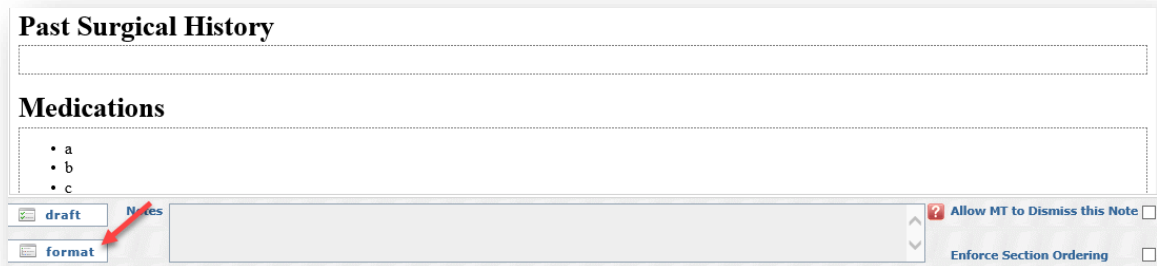 Past Surgical History
Medications
• a
• b
• c
draft
Notes
? Allow MT to Dismiss this Note
format
Enforce Section Ordering